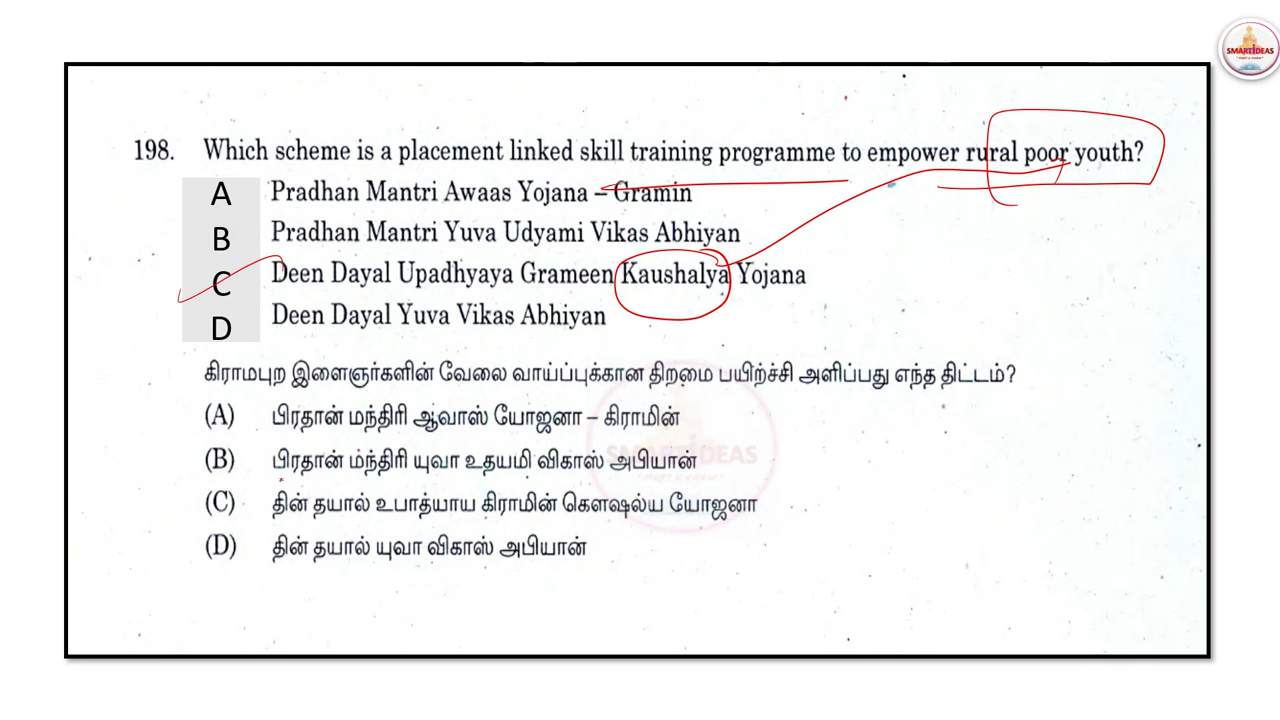 SMARTIDEAS
198. Which scheme is a placement linked skill training programme to empower rural poor youth?
A Pradhan Mantri Awaas Yojana – Gramin
B Pradhan Mantri Yuva Udyami Vikas Abhiyan
C Deen Dayal Upadhyaya Grameen Kaushalya Yojana
D Deen Dayal Yuva Vikas Abhiyan
கிராமபுற இளைஞர்களின் வேலை வாய்ப்புக்கான திறமை பயிற்ச்சி அளிப்பது எந்த திட்டம்?
(A) பிரதான் மந்திரி ஆவாஸ் யோஜனா – கிராமின்
(B) பிரதான் மந்திரி யுவா உதயமி விகாஸ் அபியான்
SMARTIDEAS
(C) தின் தயால் உபாத்யாய கிராமின் கௌஷல்ய யோஜனா
(D) தின் தயால் யுவா விகாஸ் அபியான்